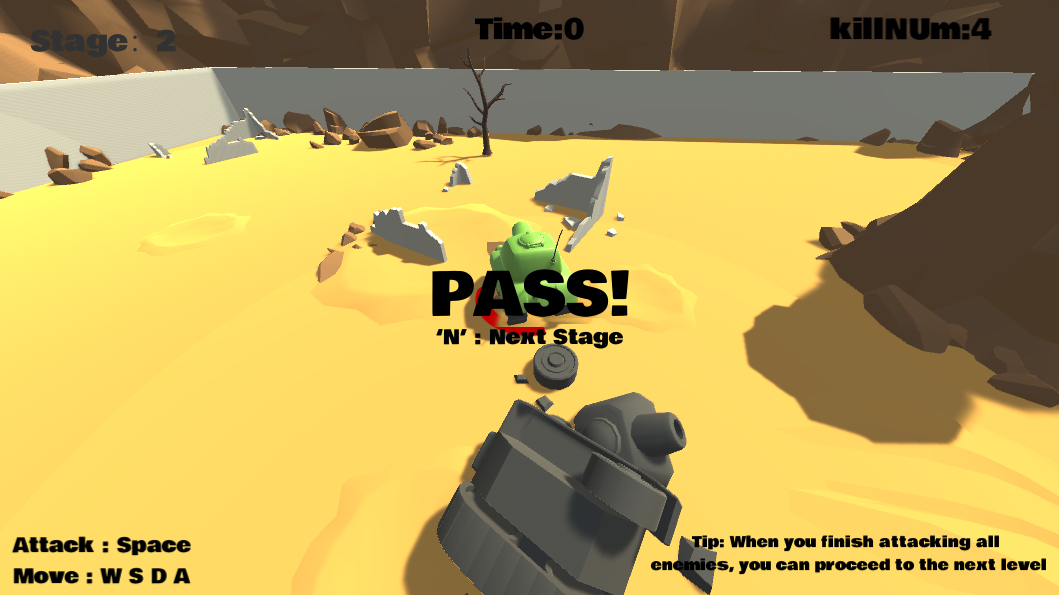 Stage: 2
Time:0
killNUm:4
PASS!
‘N’ : Next Stage
Attack : Space
Move : W S D A
Tip: When you finish attacking all
enemies, you can proceed to the next level